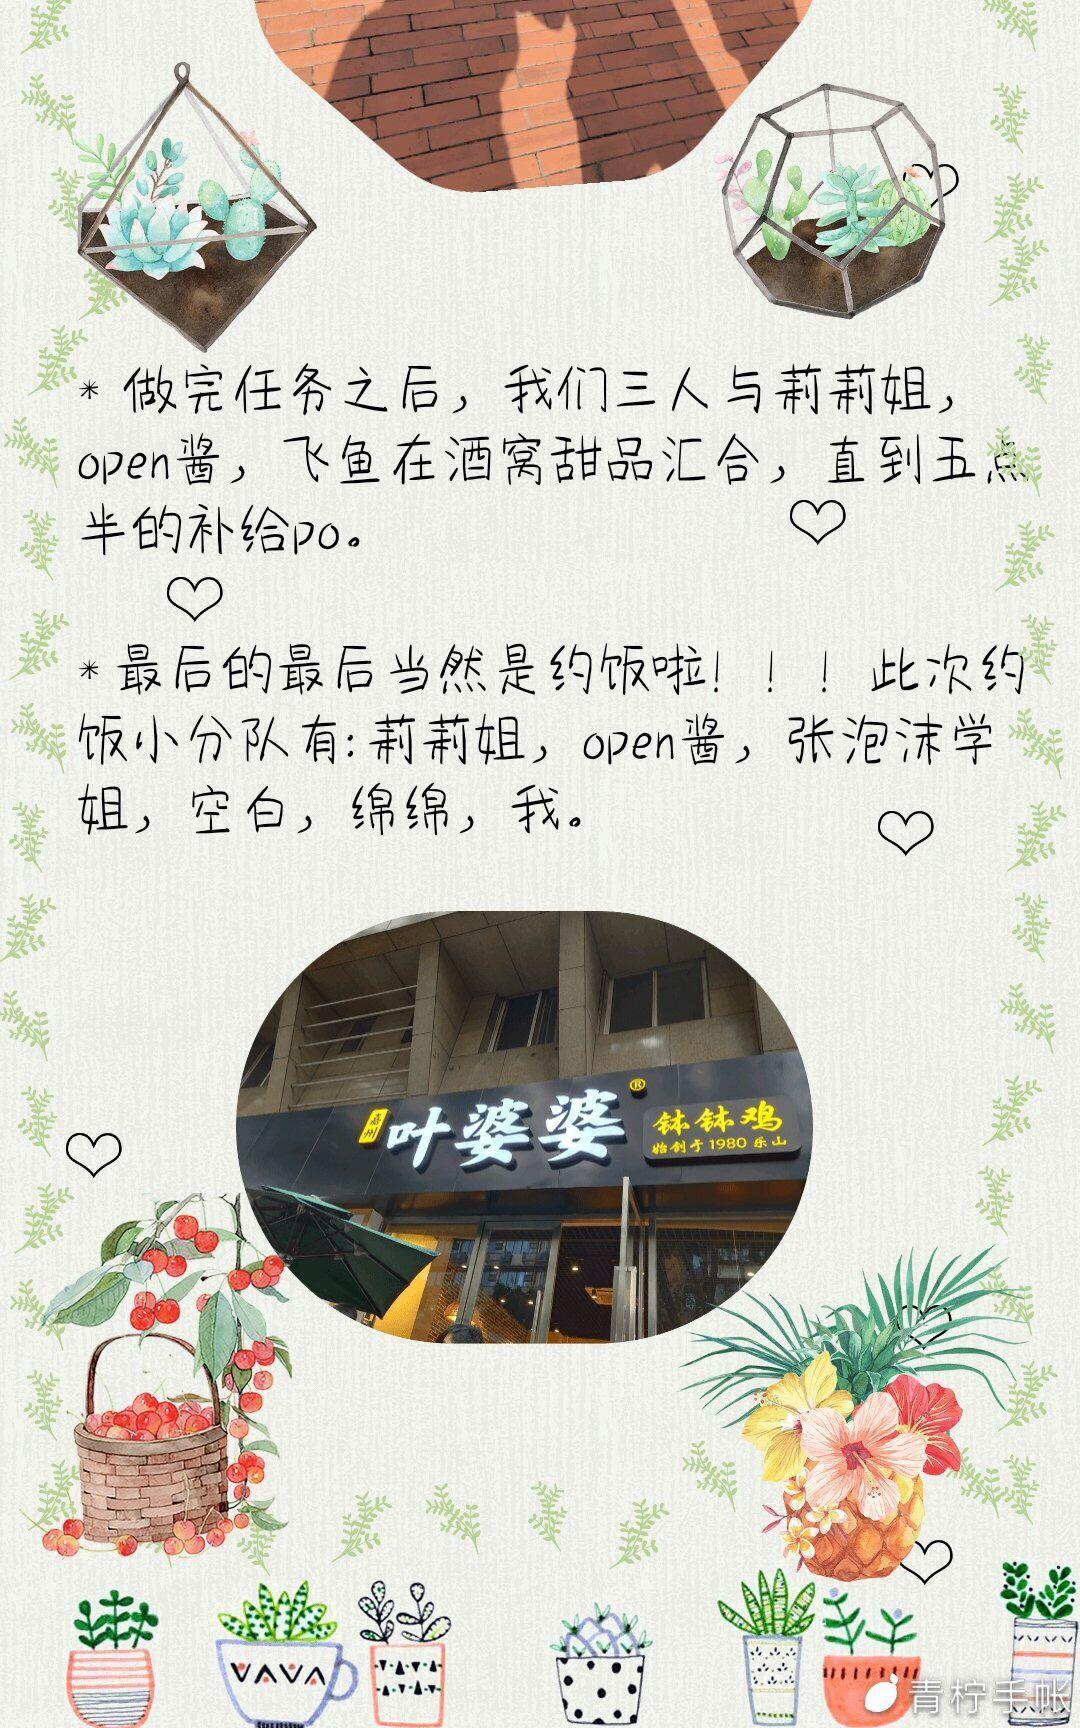 * 做完任务之后，我们三人与莉莉姐，
open酱，飞鱼在酒窝甜品汇合，直到五点
半的补给po。
* 最后的最后当然是约饭啦！！！此次约
饭小分队有:莉莉姐，open酱，张泡沫学
姐，空白，绵绵，我。
嘉州 叶婆婆® 钵钵鸡
始创于1980乐山
VAVA
青柠手帐